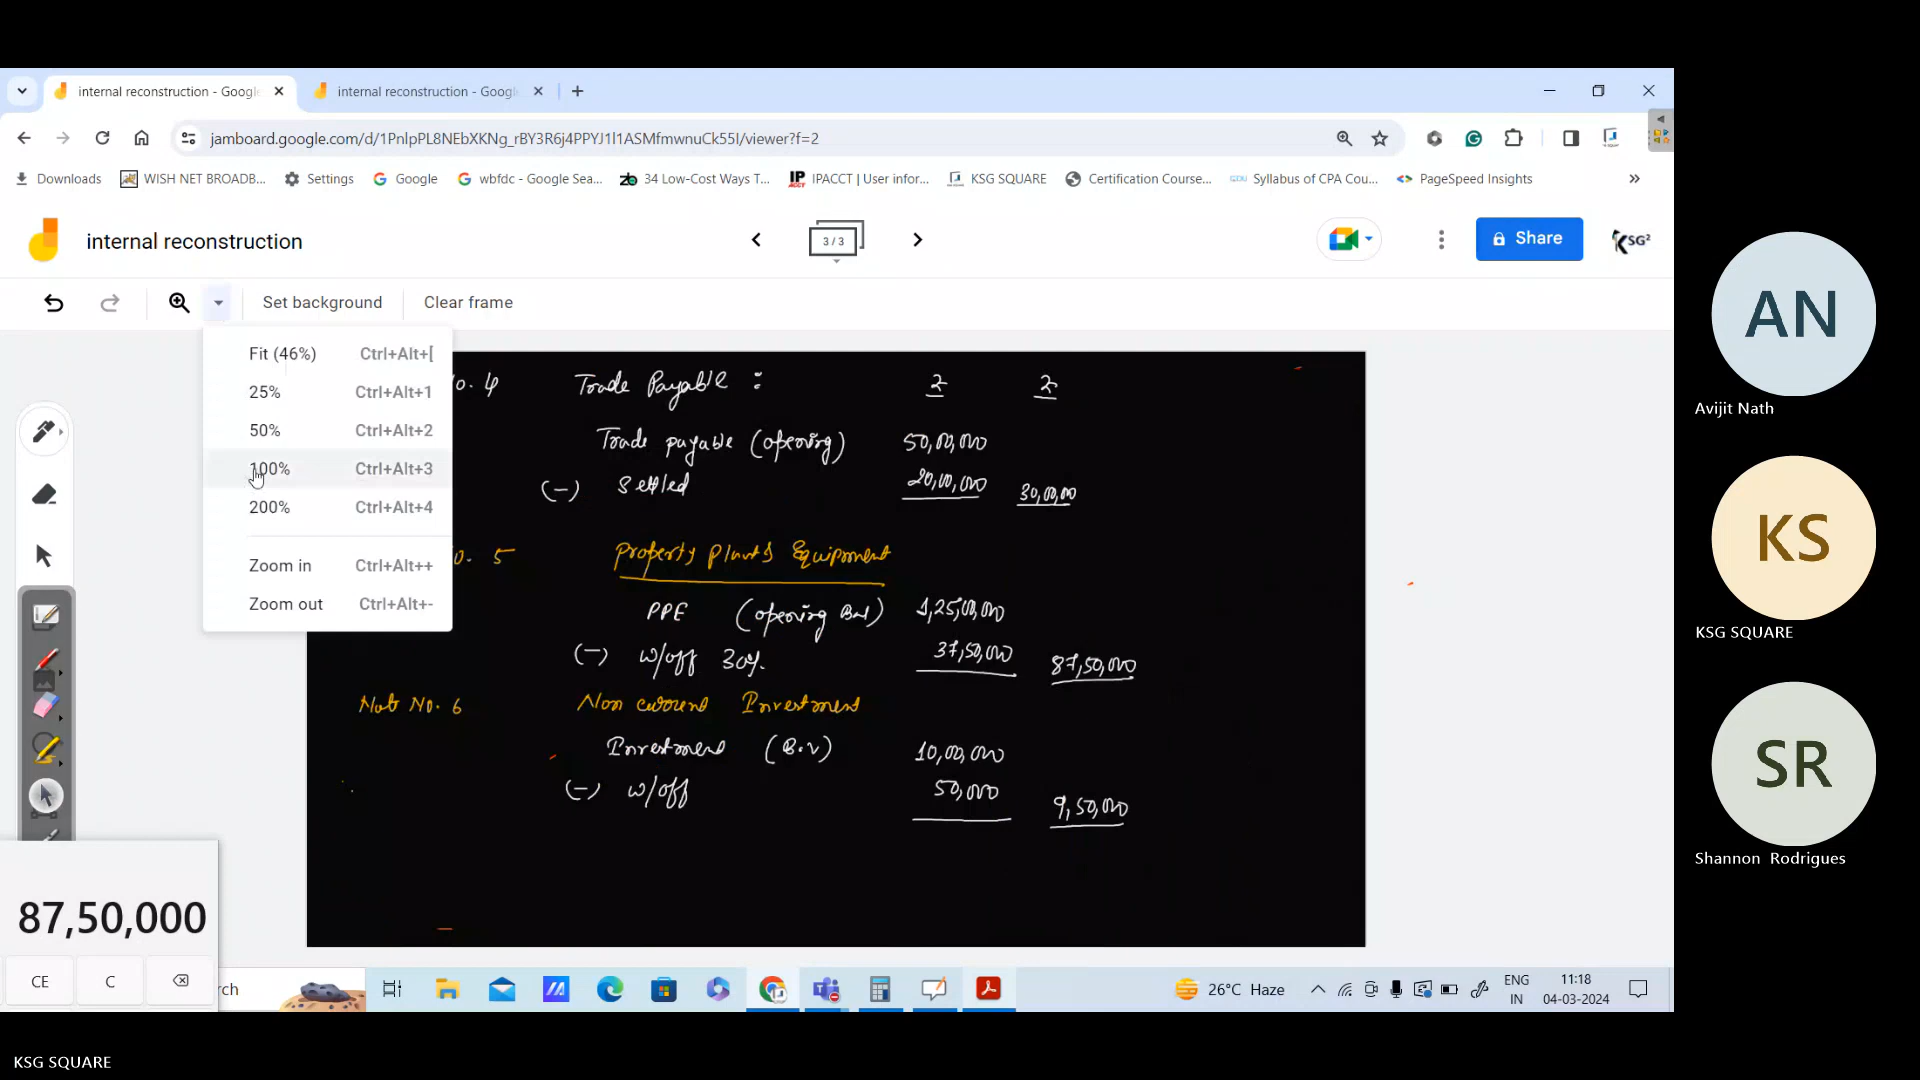 internal reconstruction - Google
internal reconstruction - Googl
jamboard.google.com/d/1PnlpPL8NEbXKNg_rBY3R6j4PPYJ1l1ASMfmwnuCk55I/viewer?f=2
Downloads
WISH NET BROADB...
Settings
Google
wbfdc - Google Sea...
34 Low-Cost Ways T...
IPACCT | User infor...
KSG SQUARE
Certification Course...
Syllabus of CPA Cou...
PageSpeed Insights
internal reconstruction
3 / 3
Share
KSG²
Set background
Clear frame
Fit (46%) Ctrl+Alt+[
25% Ctrl+Alt+1
50% Ctrl+Alt+2
100% Ctrl+Alt+3
200% Ctrl+Alt+4
Zoom in Ctrl+Alt++
Zoom out Ctrl+Alt+-
o. 4 Trade Payable :
Trade payable (opening) 50,00,000
(-) Settled 20,00,000 30,00,000
o. 5 Property Plant & Equipment
PPE (opening Bal) 1,25,00,000
(-) w/off 30% 37,50,000 87,50,000
Note No. 6 Non current Investment
Investment (B.V) 10,00,000
(-) w/off 50,000 9,50,000
87,50,000
CE C
rch
26°C Haze
ENG
IN
11:18
04-03-2024
AN
Avijit Nath
KS
KSG SQUARE
SR
Shannon Rodrigues
KSG SQUARE